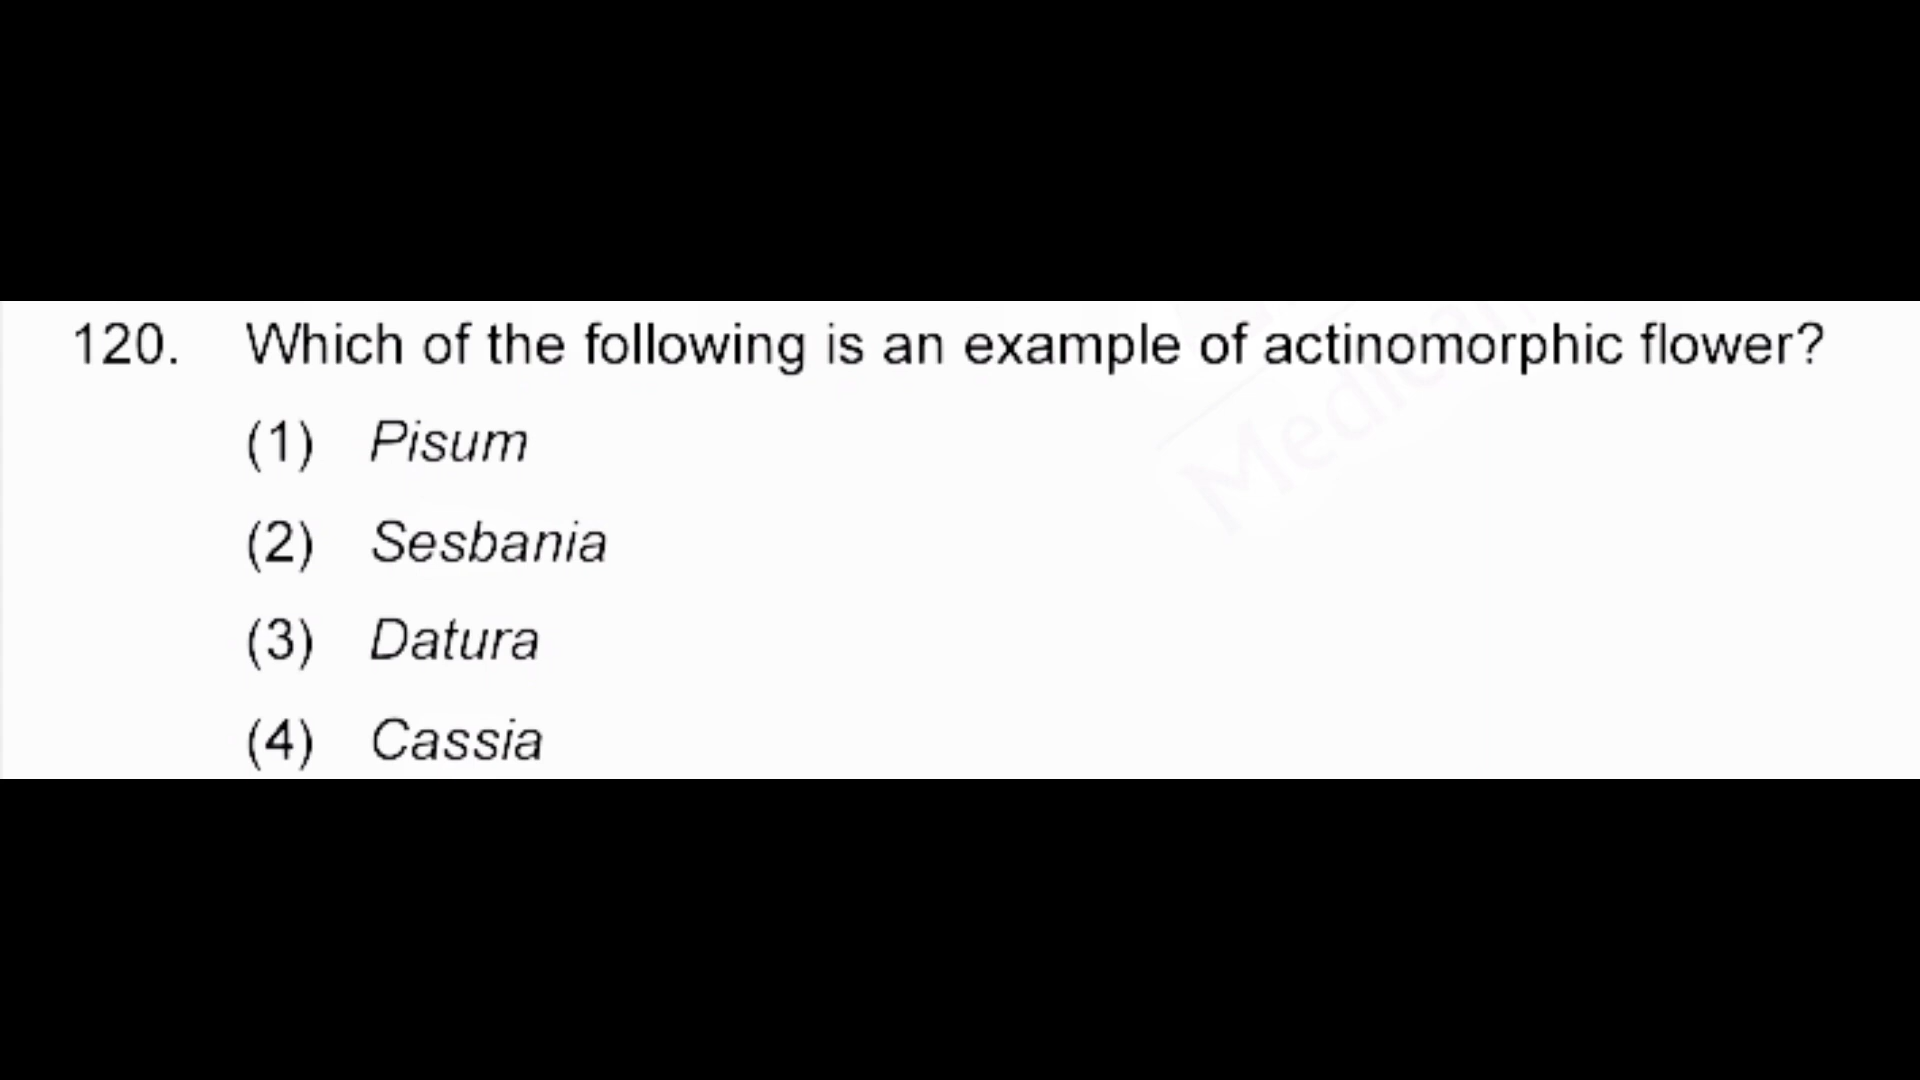 120. Which of the following is an example of actinomorphic flower?
(1) Pisum
(2) Sesbania
(3) Datura
(4) Cassia